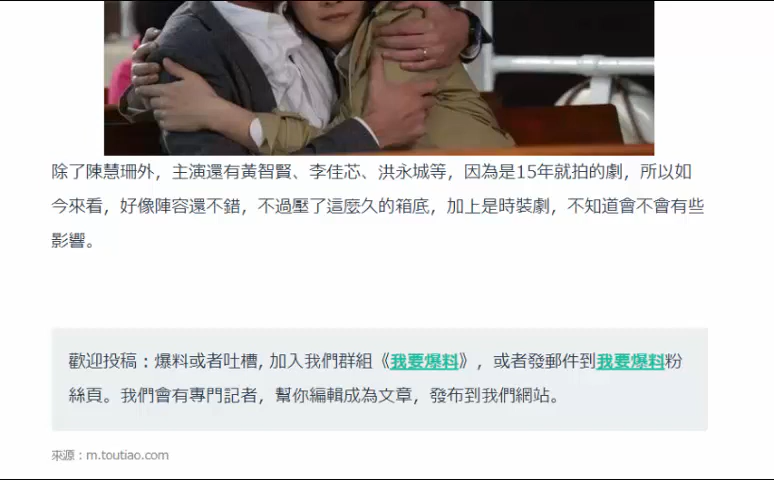 除了陳慧珊外，主演還有黃智賢、李佳芯、洪永城等，因為是15年就拍的劇，所以如
今來看，好像陣容還不錯，不過壓了這麼久的箱底，加上是時裝劇，不知道會不會有些
影響。
歡迎投稿：爆料或者吐槽, 加入我們群組《我要爆料》，或者發郵件到我要爆料粉
絲頁。我們會有專門記者，幫你編輯成為文章，發布到我們網站。
來源：m.toutiao.com